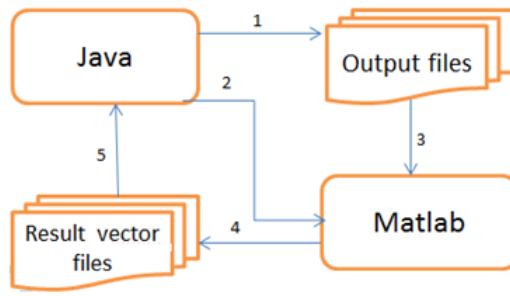 1
Java
Output files
2
3
5
Result vector
files
4
Matlab